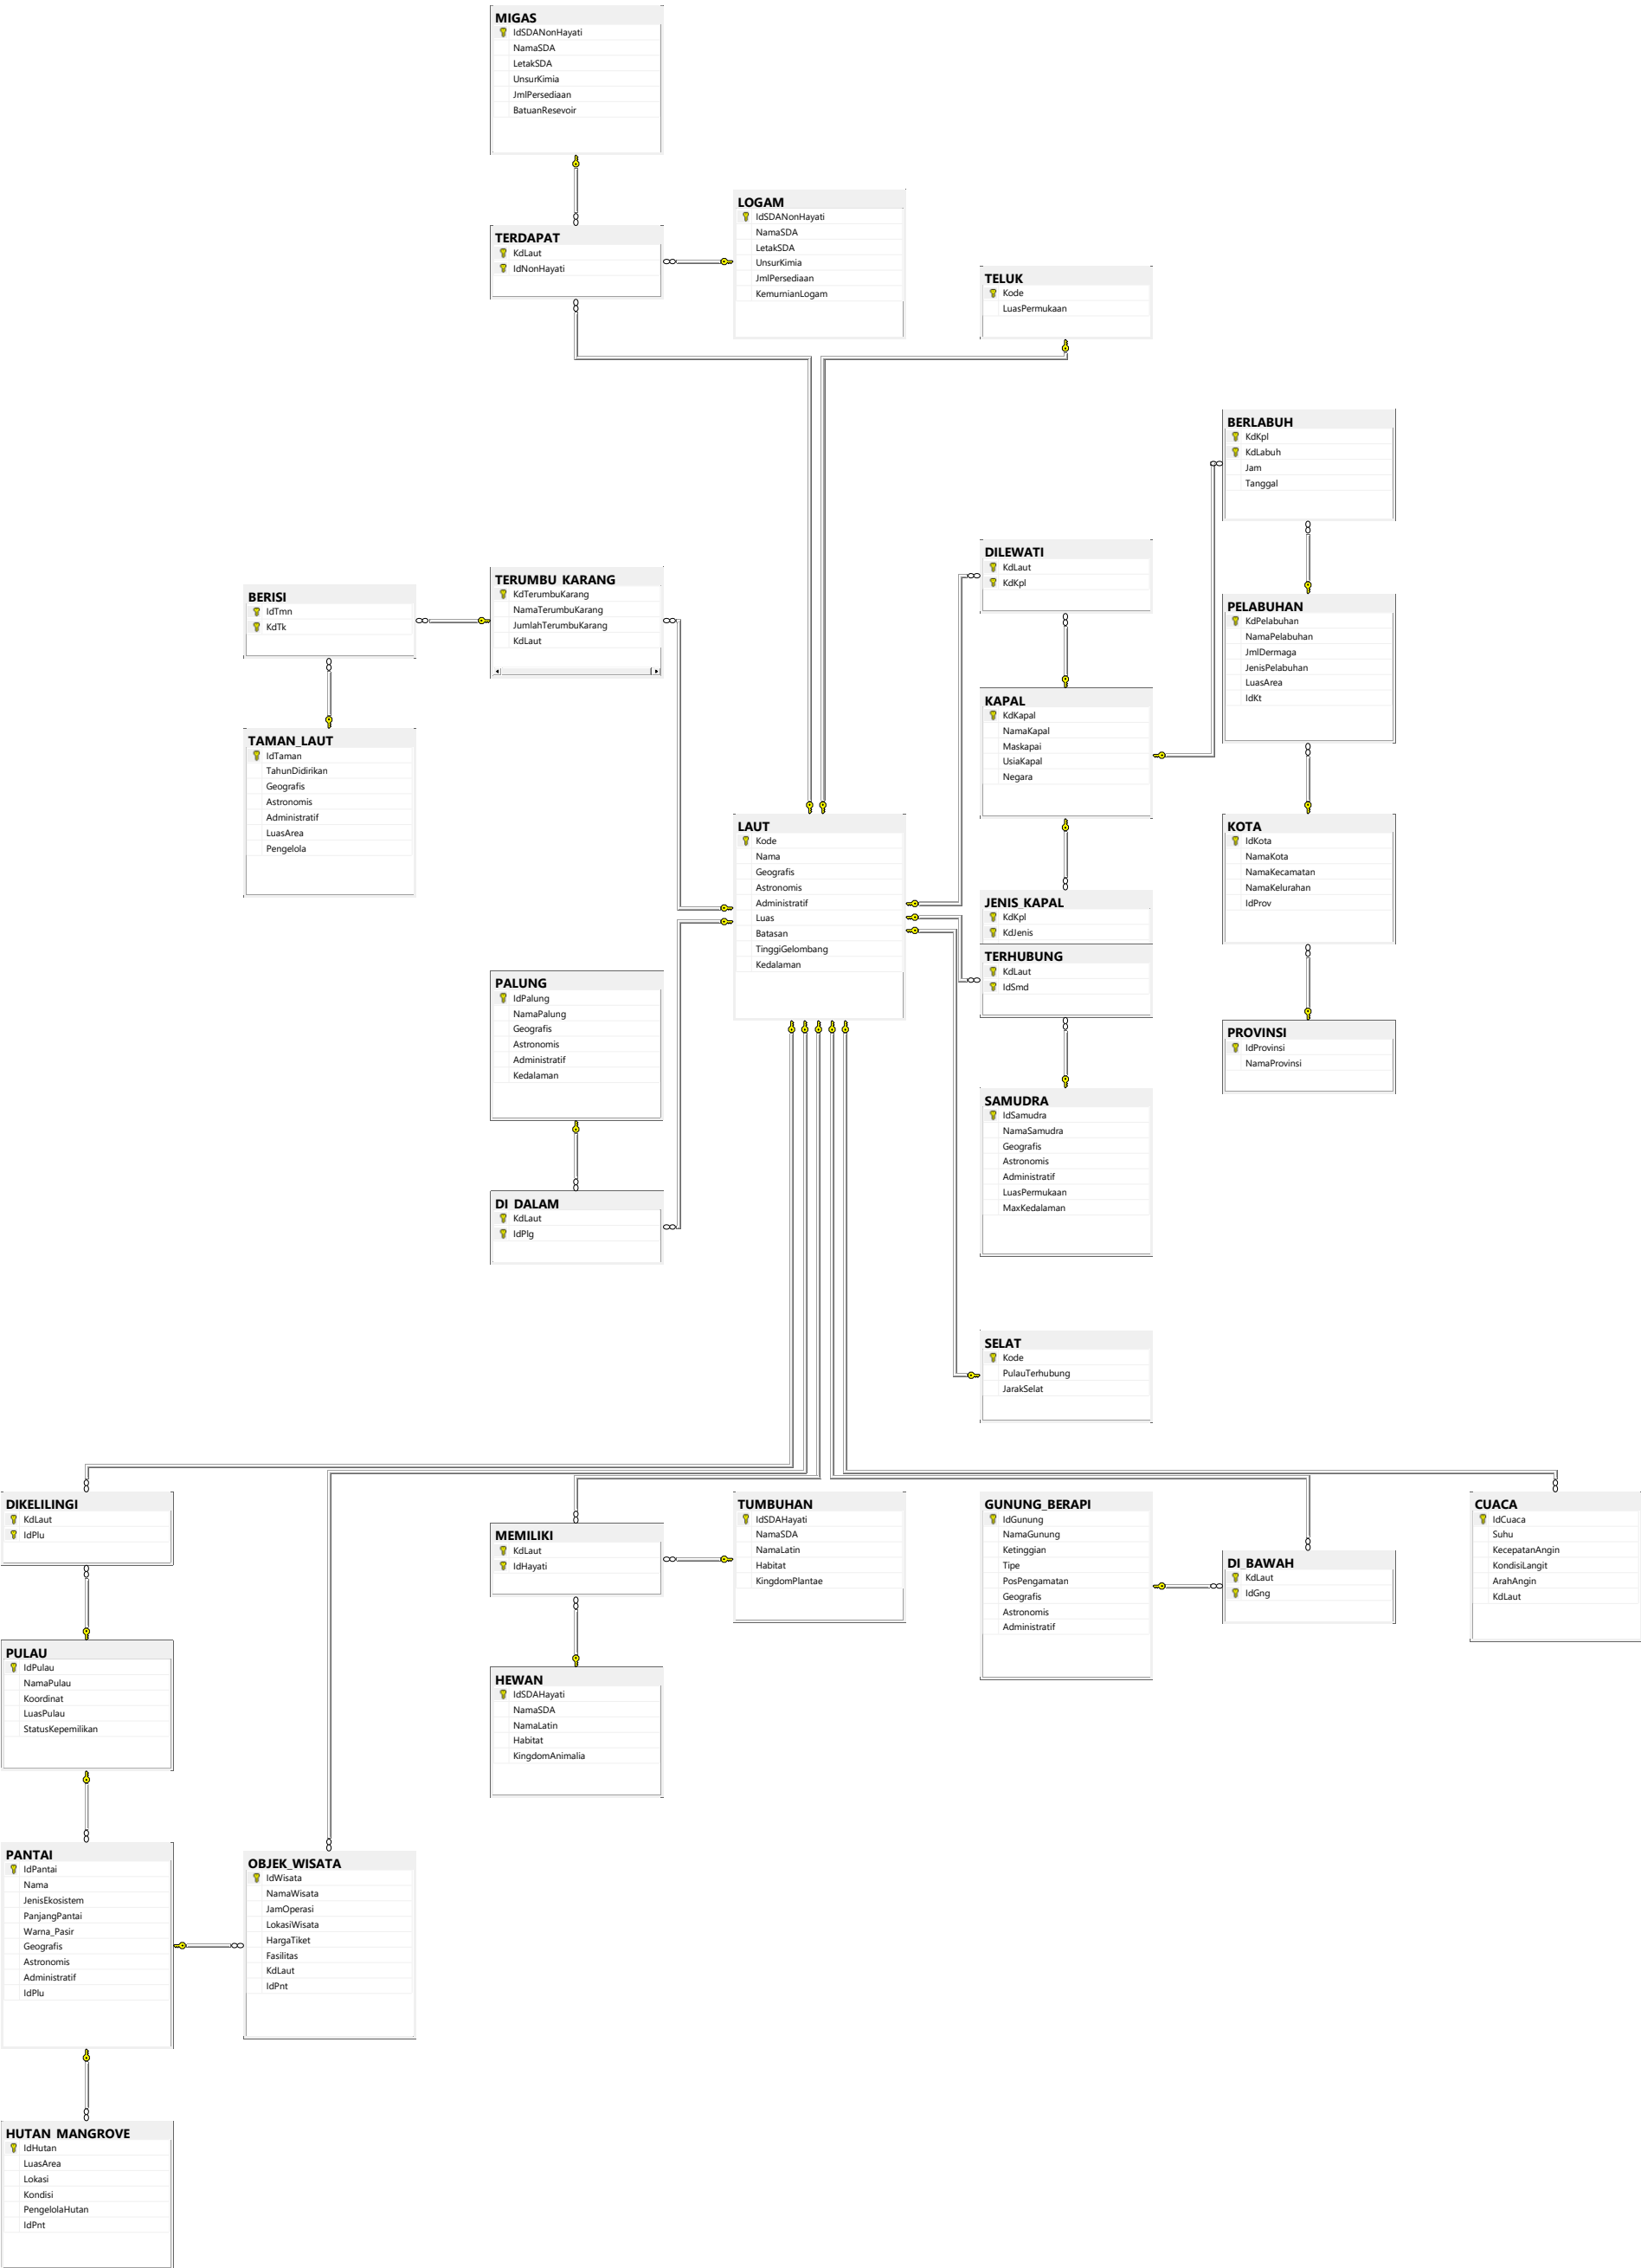 MIGAS
IdSDANonHayati
NamaSDA
LetakSDA
UnsurKimia
JmlPersediaan
BatuanResevoir
LOGAM
IdSDANonHayati
NamaSDA
LetakSDA
UnsurKimia
JmlPersediaan
KemurnianLogam
TERDAPAT
KdLaut
IdNonHayati
TELUK
Kode
LuasPermukaan
BERLABUH
KdKpl
KdLabuh
Jam
Tanggal
DILEWATI
KdLaut
KdKpl
TERUMBU_KARANG
KdTerumbuKarang
NamaTerumbuKarang
JumlahTerumbuKarang
KdLaut
BERISI
IdTmn
KdTk
PELABUHAN
KdPelabuhan
NamaPelabuhan
JmlDermaga
JenisPelabuhan
LuasArea
IdKt
KAPAL
KdKapal
NamaKapal
Maskapai
UsiaKapal
Negara
TAMAN_LAUT
IdTaman
TahunDidirikan
Geografis
Astronomis
Administratif
LuasArea
Pengelola
LAUT
Kode
Nama
Geografis
Astronomis
Administratif
Luas
Batasan
TinggiGelombang
Kedalaman
KOTA
IdKota
NamaKota
NamaKecamatan
NamaKelurahan
IdProv
JENIS_KAPAL
KdKpl
KdJenis
TERHUBUNG
KdLaut
IdSmd
PALUNG
IdPalung
NamaPalung
Geografis
Astronomis
Administratif
Kedalaman
PROVINSI
IdProvinsi
NamaProvinsi
SAMUDRA
IdSamudra
NamaSamudra
Geografis
Astronomis
Administratif
LuasPermukaan
MaxKedalaman
DI_DALAM
KdLaut
IdPlg
SELAT
Kode
PulauTerhubung
JarakSelat
DIKELILINGI
KdLaut
IdPlu
MEMILIKI
KdLaut
IdHayati
TUMBUHAN
IdSDAHayati
NamaSDA
NamaLatin
Habitat
KingdomPlantae
GUNUNG_BERAPI
IdGunung
NamaGunung
Ketinggian
Tipe
PosPengamatan
Geografis
Astronomis
Administratif
DI_BAWAH
KdLaut
IdGng
CUACA
IdCuaca
Suhu
KecepatanAngin
KondisiLangit
ArahAngin
KdLaut
PULAU
IdPulau
NamaPulau
Koordinat
LuasPulau
StatusKepemilikan
HEWAN
IdSDAHayati
NamaSDA
NamaLatin
Habitat
KingdomAnimalia
PANTAI
IdPantai
Nama
JenisEkosistem
PanjangPantai
Warna_Pasir
Geografis
Astronomis
Administratif
IdPlu
OBJEK_WISATA
IdWisata
NamaWisata
JamOperasi
LokasiWisata
HargaTiket
Fasilitas
KdLaut
IdPnt
HUTAN_MANGROVE
IdHutan
LuasArea
Lokasi
Kondisi
PengelolaHutan
IdPnt